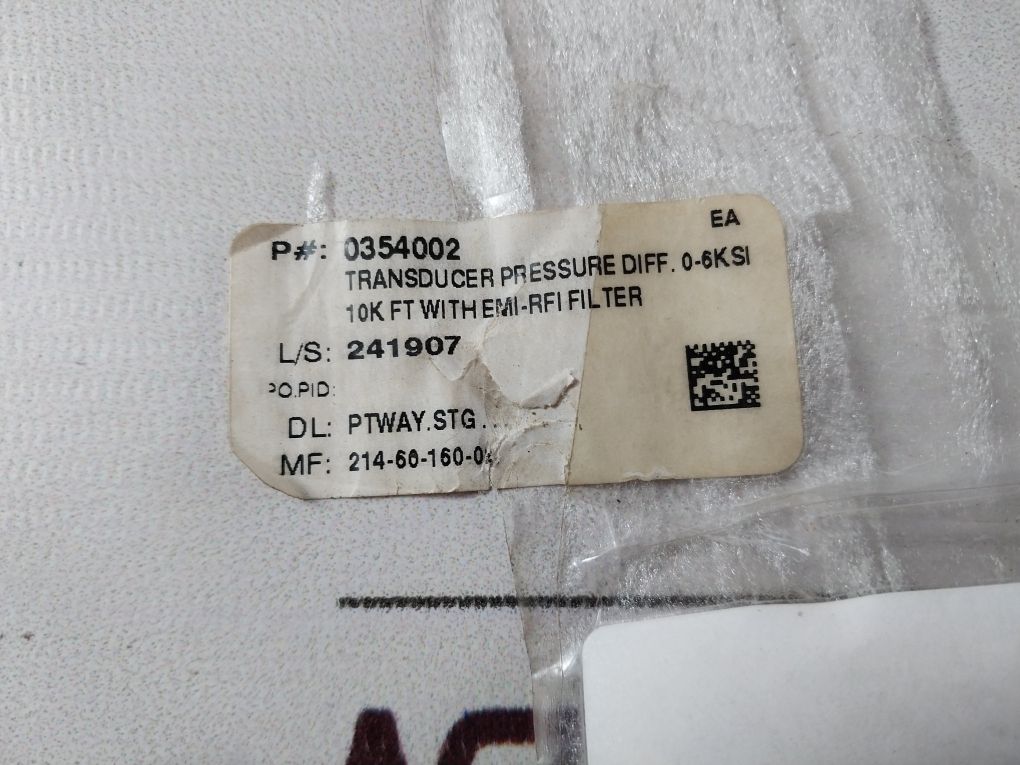 EA
P#: 0354002
TRANSDUCER PRESSURE DIFF. 0-6KSI
10K FT WITH EMI-RFI FILTER
L/S: 241907
PO.PID:
DL: PTWAY.STG...
MF: 214-66-160-0